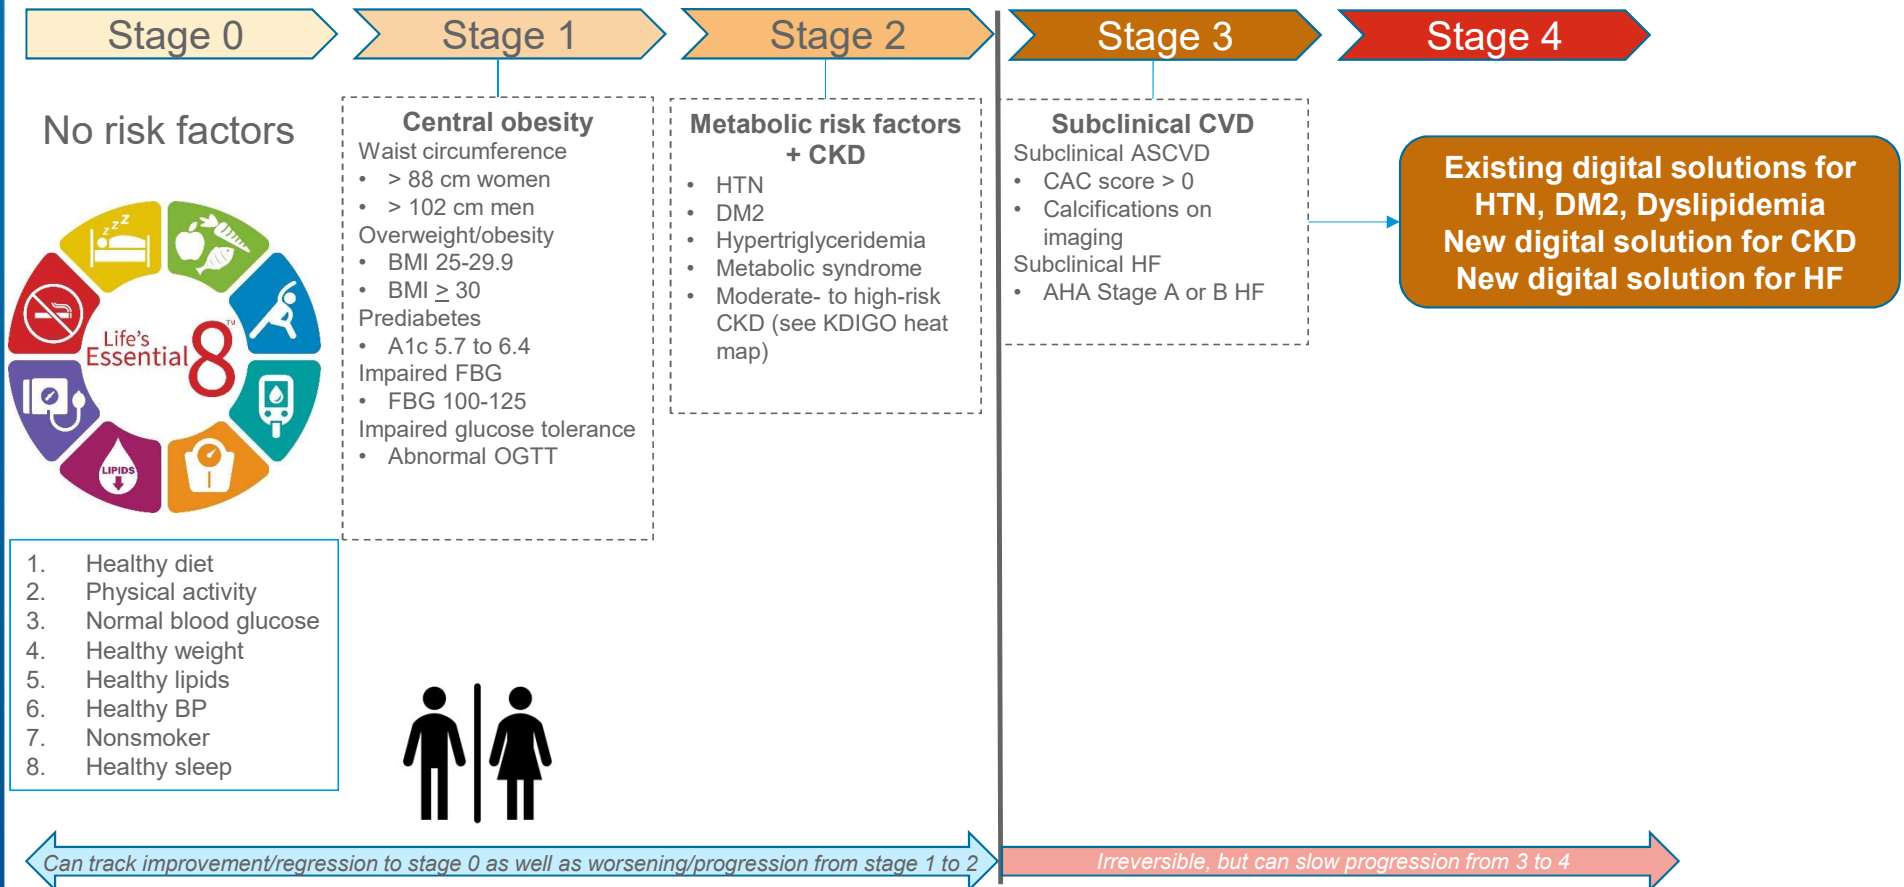 Stage 0
Stage 1
Stage 2
Stage 3
Stage 4
No risk factors
Life's
Essential 8™
zzz
LIPIDS
1. Healthy diet
2. Physical activity
3. Normal blood glucose
4. Healthy weight
5. Healthy lipids
6. Healthy BP
7. Nonsmoker
8. Healthy sleep
Central obesity
Waist circumference
• > 88 cm women
• > 102 cm men
Overweight/obesity
• BMI 25-29.9
• BMI ≥ 30
Prediabetes
• A1c 5.7 to 6.4
Impaired FBG
• FBG 100-125
Impaired glucose tolerance
• Abnormal OGTT
Metabolic risk factors
+ CKD
• HTN
• DM2
• Hypertriglyceridemia
• Metabolic syndrome
• Moderate- to high-risk
CKD (see KDIGO heat
map)
Subclinical CVD
Subclinical ASCVD
• CAC score > 0
• Calcifications on
imaging
Subclinical HF
• AHA Stage A or B HF
Existing digital solutions for
HTN, DM2, Dyslipidemia
New digital solution for CKD
New digital solution for HF
Can track improvement/regression to stage 0 as well as worsening/progression from stage 1 to 2
Irreversible, but can slow progression from 3 to 4